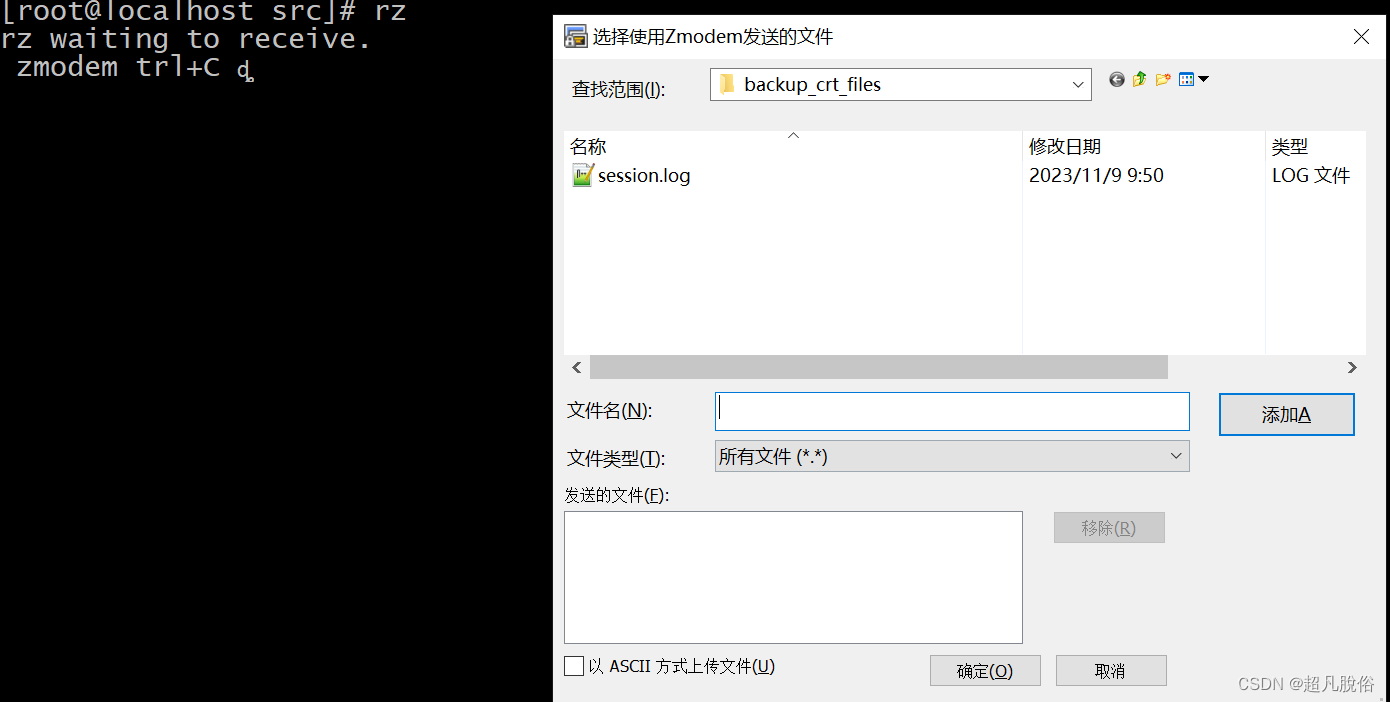 [root@localhost src]# rz
rz waiting to receive.
zmodem trl+C d
选择使用Zmodem发送的文件
查找范围(I):
backup_crt_files
名称 修改日期 类型
session.log 2023/11/9 9:50 LOG 文件
文件名(N):
添加A
文件类型(T):
所有文件 (*.*)
发送的文件(F):
移除(R)
以 ASCII 方式上传文件(U)
确定(O)
取消
CSDN @超凡脫俗